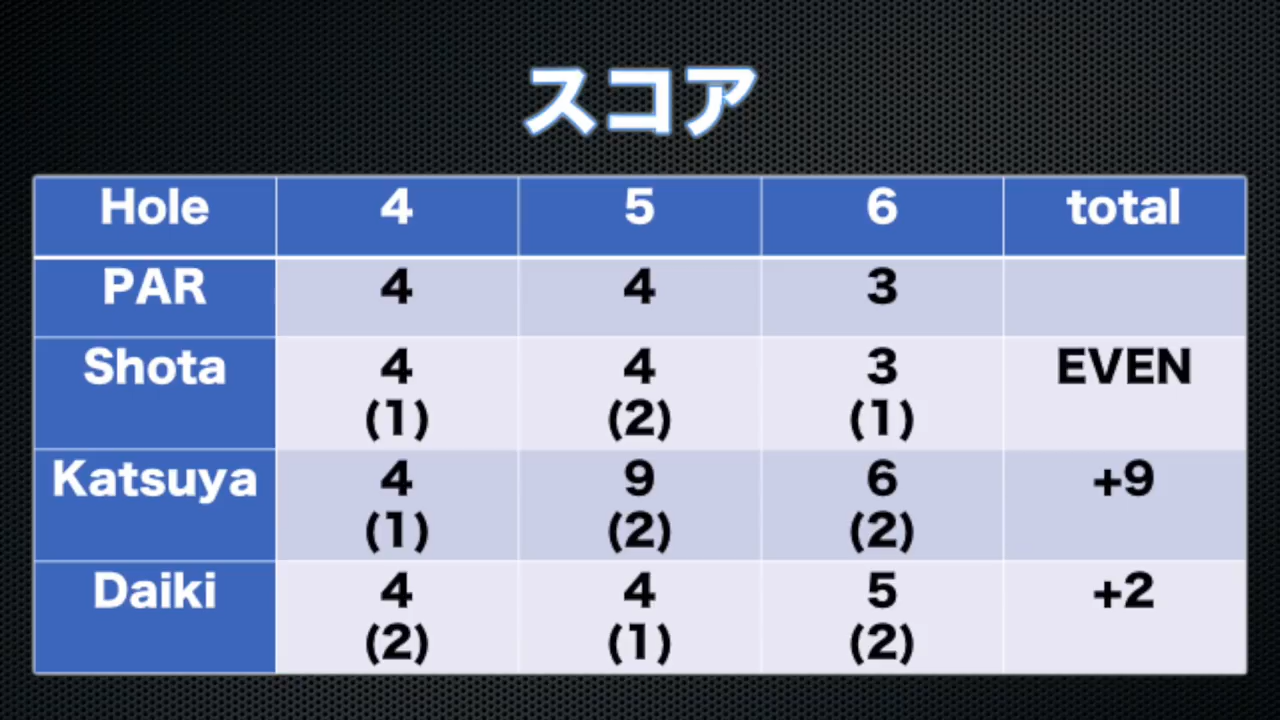 スコア
Hole 4 5 6 total
PAR 4 4 3
Shota 4 4 3 EVEN
(1) (2) (1)
Katsuya 4 9 6 +9
(1) (2) (2)
Daiki 4 4 5 +2
(2) (1) (2)